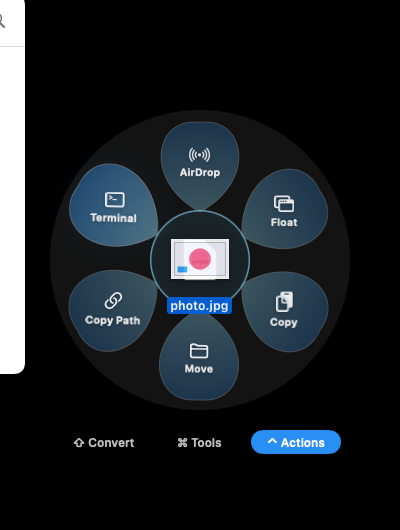 AirDrop
Terminal
Float
photo.jpg
Copy Path
Copy
Move
⇧ Convert
⌘ Tools
⌃ Actions